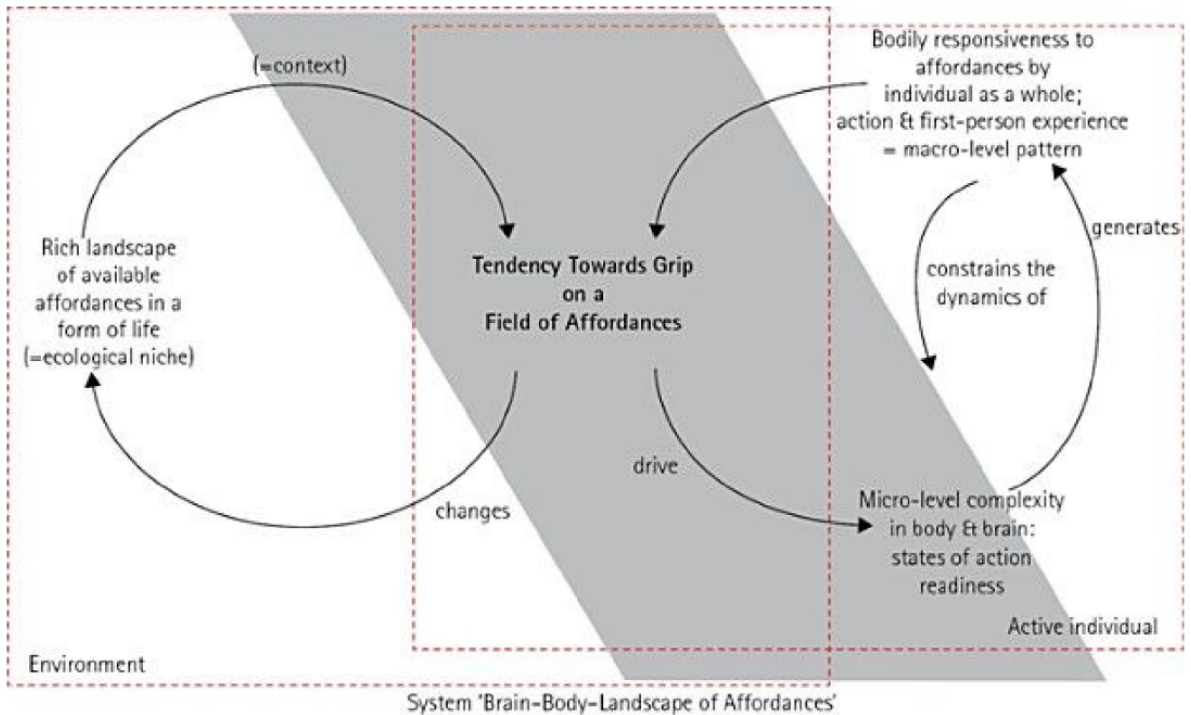 (=context)
Bodily responsiveness to
affordances by
individual as a whole;
action & first-person experience
= macro-level pattern
generates
constrains the
dynamics of
Rich landscape
of available
affordances in a
form of life
(=ecological niche)
Tendency Towards Grip
on a
Field of Affordances
drive
changes
Micro-level complexity
in body & brain:
states of action
readiness
Active individual
Environment
System 'Brain-Body-Landscape of Affordances'